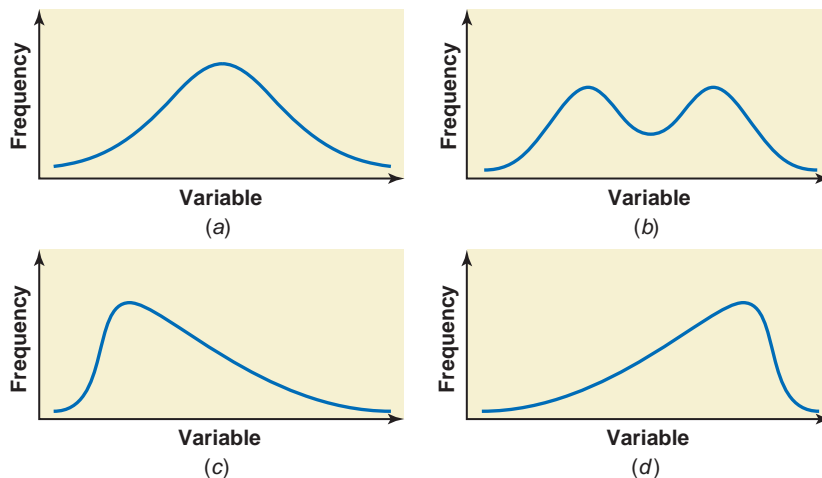 Frequency
Variable
(a)
Frequency
Variable
(b)
Frequency
Variable
(c)
Frequency
Variable
(d)